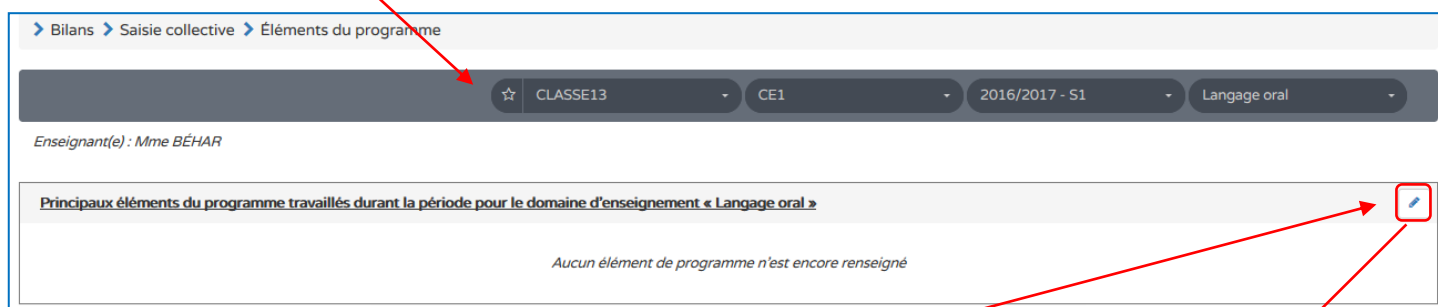 Bilans Saisie collective Éléments du programme
CLASSE13 CE1 2016/2017 - S1 Langage oral
Enseignant(e) : Mme BÉHAR
Principaux éléments du programme travaillés durant la période pour le domaine d'enseignement « Langage oral »
Aucun élément de programme n'est encore renseigné